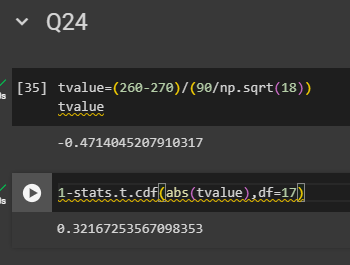 Q24
[35] tvalue=(260-270)/(90/np.sqrt(18))
tvalue
-0.4714045207910317
1-stats.t.cdf(abs(tvalue),df=17)
0.32167253567098353